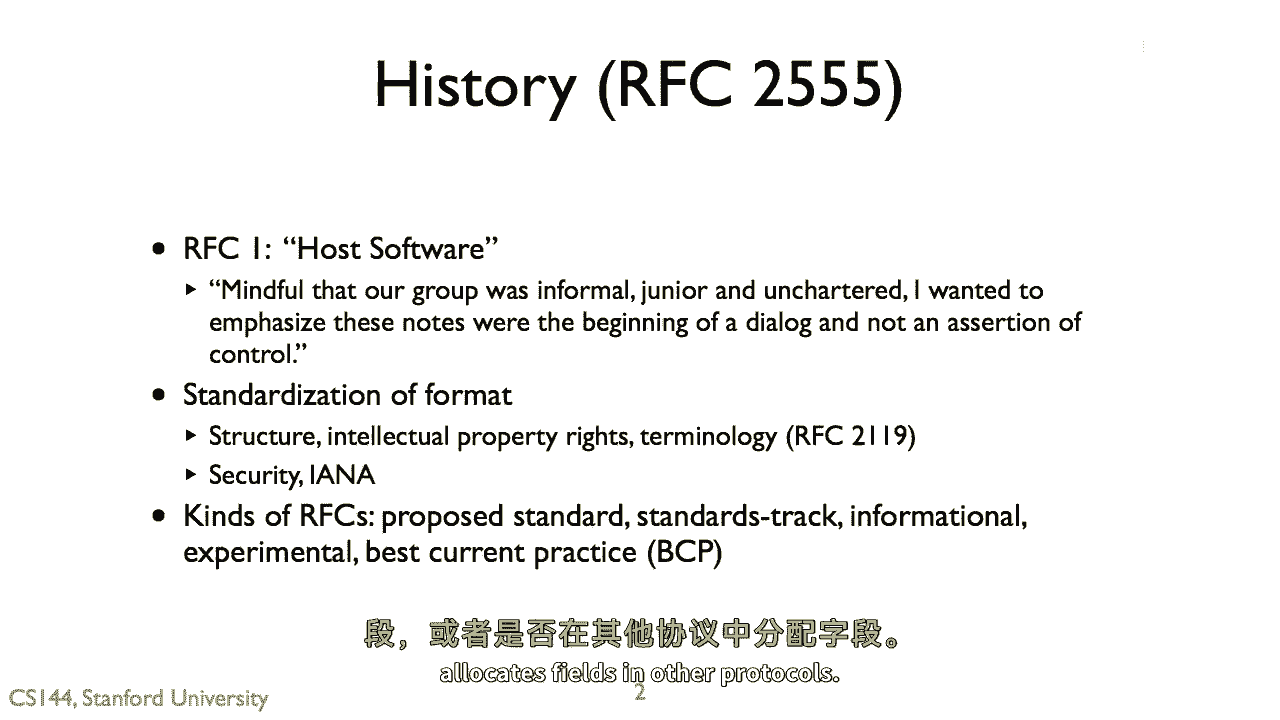 History (RFC 2555)
• RFC 1: “Host Software”
‣ “Mindful that our group was informal, junior and unchartered, I wanted to
emphasize these notes were the beginning of a dialog and not an assertion of
control.”
• Standardization of format
‣ Structure, intellectual property rights, terminology (RFC 2119)
‣ Security, IANA
• Kinds of RFCs: proposed standard, standards-track, informational,
experimental, best current practice (BCP)
段，或者是否在其他协议中分配字段。
allocates fields in other protocols.
CS144, Stanford University
2